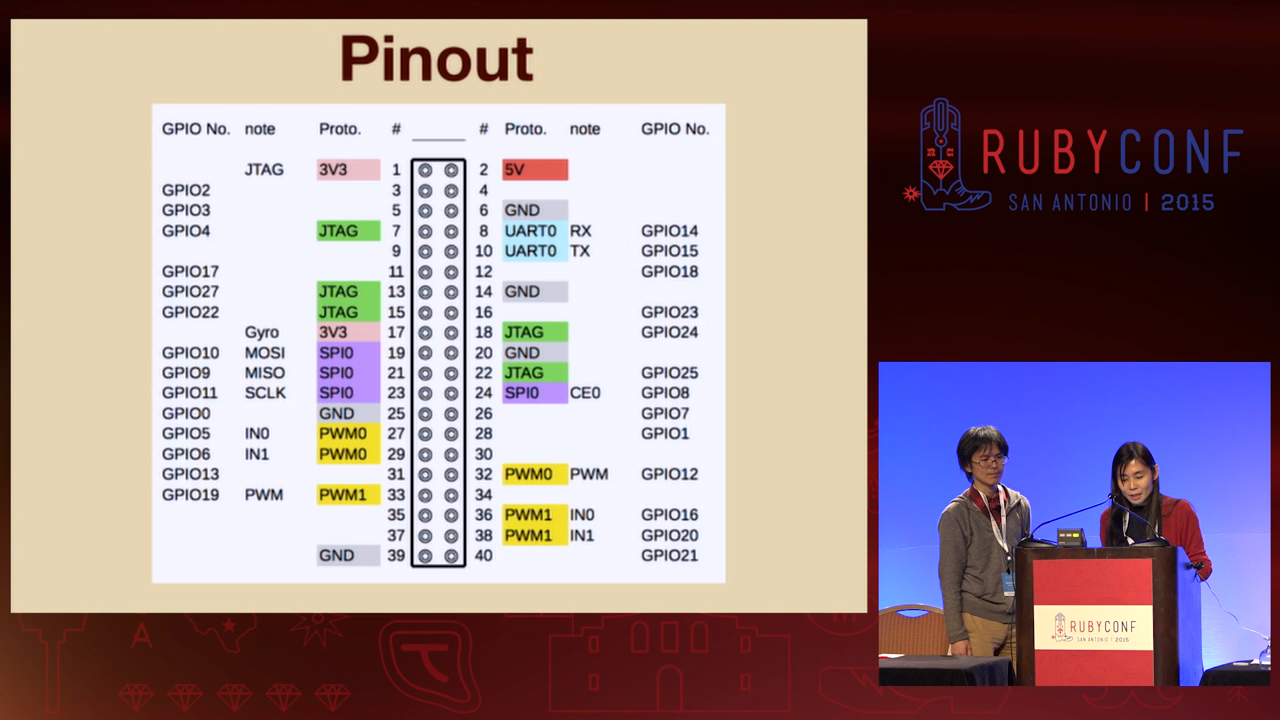 Pinout
GPIO No. note Proto. # # Proto. note GPIO No.
JTAG 3V3 1 2 5V
GPIO2 3 4
GPIO3 5 6 GND
GPIO4 JTAG 7 8 UART0 RX GPIO14
9 10 UART0 TX GPIO15
GPIO17 11 12 GPIO18
GPIO27 JTAG 13 14 GND
GPIO22 JTAG 15 16 GPIO23
Gyro 3V3 17 18 JTAG GPIO24
GPIO10 MOSI SPI0 19 20 GND
GPIO9 MISO SPI0 21 22 JTAG GPIO25
GPIO11 SCLK SPI0 23 24 SPI0 CE0 GPIO8
GPIO0 GND 25 26 GPIO7
GPIO5 IN0 PWM0 27 28 GPIO1
GPIO6 IN1 PWM0 29 30
GPIO13 31 32 PWM0 PWM GPIO12
GPIO19 PWM PWM1 33 34
35 36 PWM1 IN0 GPIO16
37 38 PWM1 IN1 GPIO20
GND 39 40 GPIO21
RUBYCONF
SAN ANTONIO | 2015
RUBYCONF
SAN ANTONIO | 2015